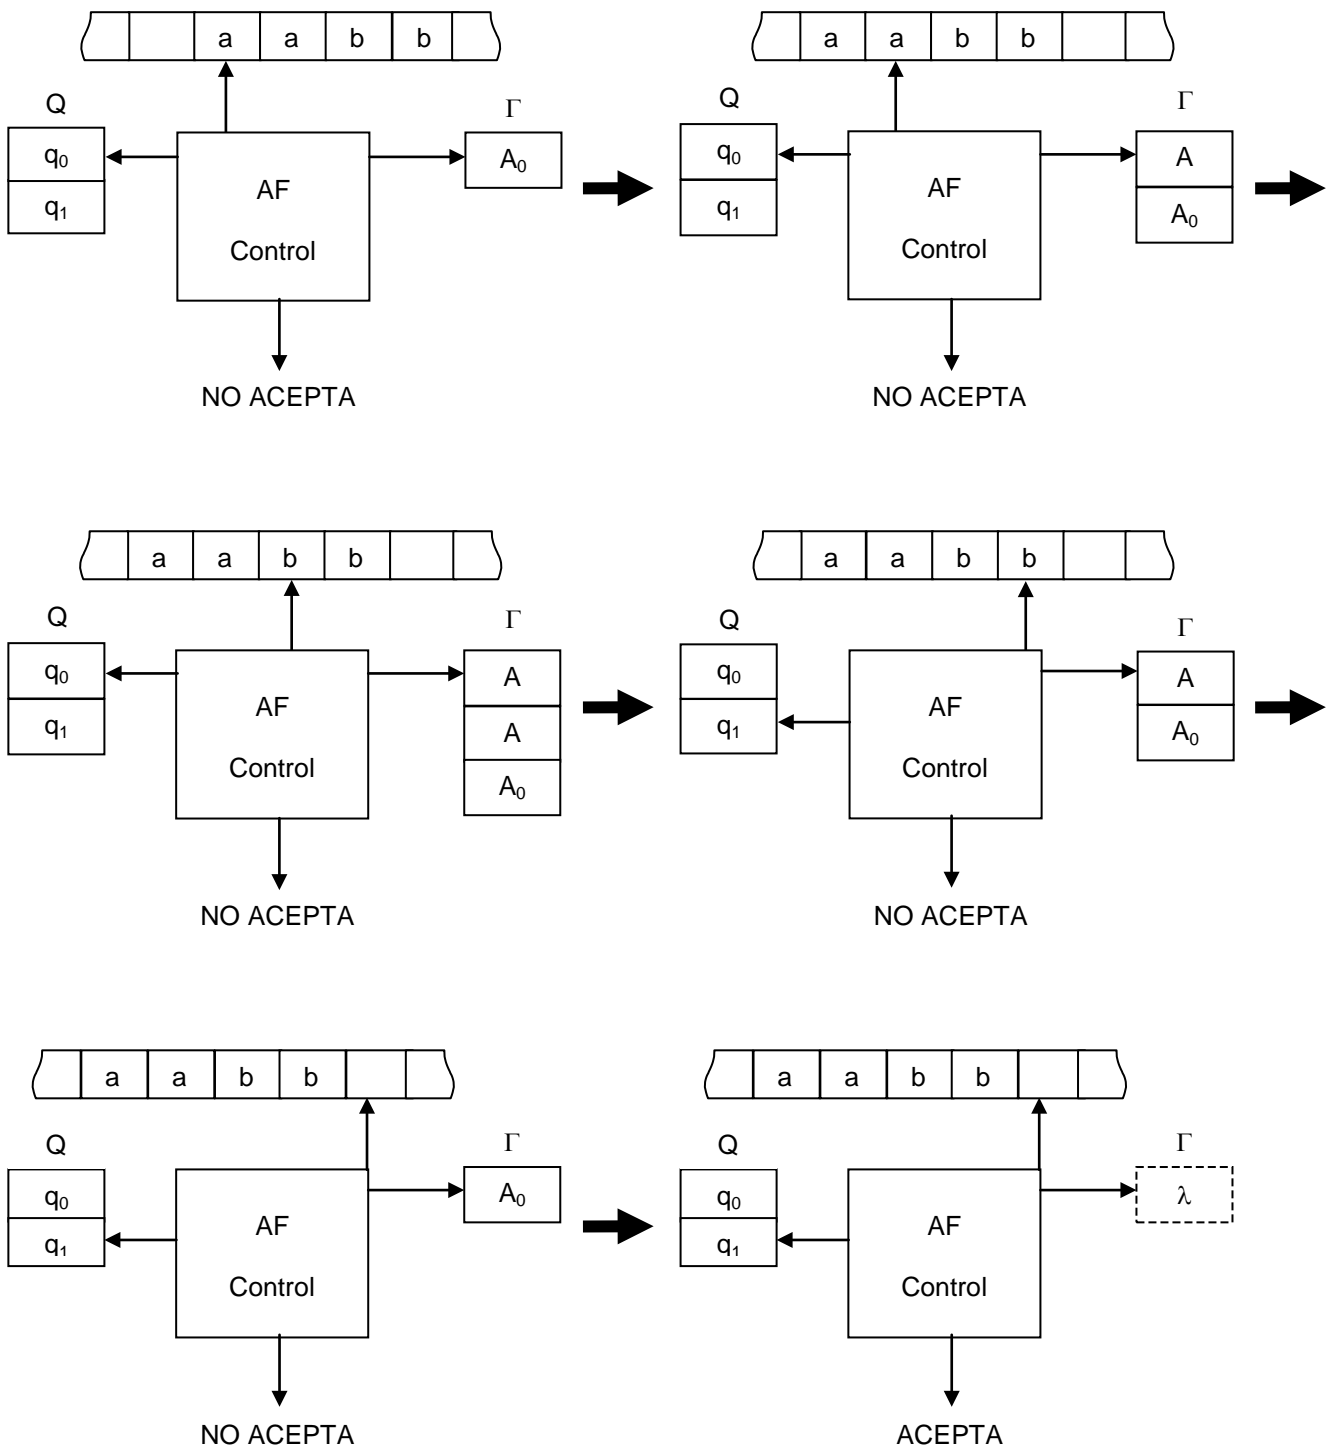 a a b b
Q
Γ
q0
q1
AF
Control
A0
NO ACEPTA
a a b b
Q
Γ
q0
q1
AF
Control
A
A0
NO ACEPTA
a a b b
Q
Γ
q0
q1
AF
Control
A
A
A0
NO ACEPTA
a a b b
Q
Γ
q0
q1
AF
Control
A
A0
NO ACEPTA
a a b b
Q
Γ
q0
q1
AF
Control
A0
NO ACEPTA
a a b b
Q
Γ
q0
q1
AF
Control
λ
ACEPTA